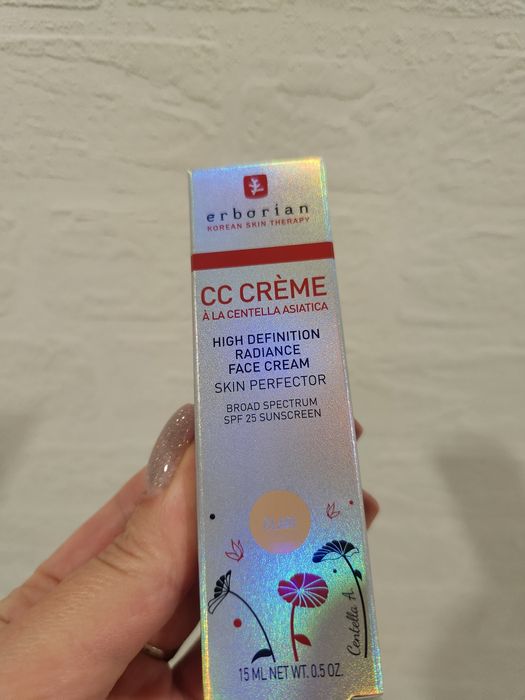 erborian
KOREAN SKIN THERAPY
CC CRÈME
À LA CENTELLA ASIATICA
HIGH DEFINITION
RADIANCE
FACE CREAM
SKIN PERFECTOR
BROAD SPECTRUM
SPF 25 SUNSCREEN
Centella A.
15 ML NET WT. 0.5 OZ.